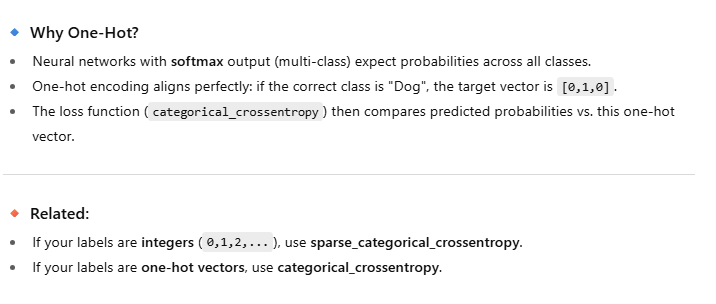 Why One-Hot?
Neural networks with softmax output (multi-class) expect probabilities across all classes.
One-hot encoding aligns perfectly: if the correct class is "Dog", the target vector is [0,1,0].
The loss function (categorical_crossentropy) then compares predicted probabilities vs. this one-hot
vector.
Related:
If your labels are integers (0,1,2,...), use sparse_categorical_crossentropy.
If your labels are one-hot vectors, use categorical_crossentropy.